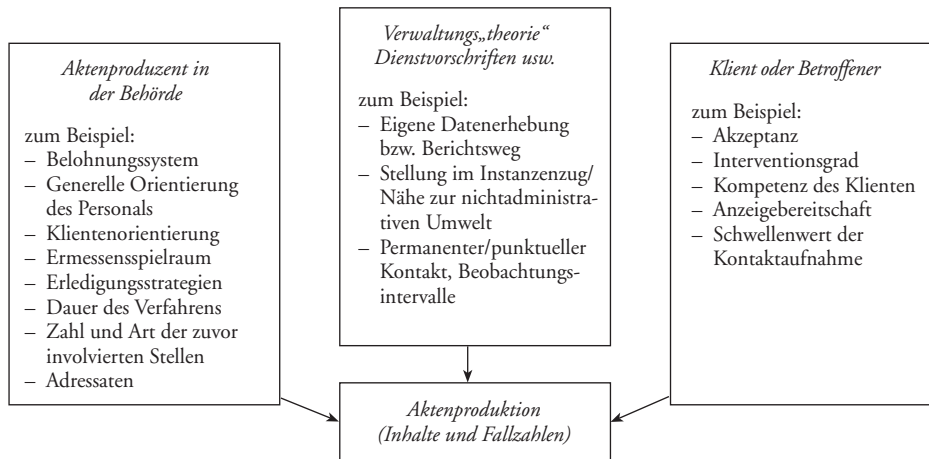 Aktenproduzent in
der Behörde
zum Beispiel:
– Belohnungssystem
– Generelle Orientierung
des Personals
– Klientenorientierung
– Ermessensspielraum
– Erledigungsstrategien
– Dauer des Verfahrens
– Zahl und Art der zuvor
involvierten Stellen
– Adressaten
Verwaltungs„theorie“
Dienstvorschriften usw.
zum Beispiel:
– Eigene Datenerhebung
bzw. Berichtsweg
– Stellung im Instanzenzug/
Nähe zur nichtadministra-
tiven Umwelt
– Permanenter/punktueller
Kontakt, Beobachtungs-
intervalle
Klient oder Betroffener
zum Beispiel:
– Akzeptanz
– Interventionsgrad
– Kompetenz des Klienten
– Anzeigebereitschaft
– Schwellenwert der
Kontaktaufnahme
Aktenproduktion
(Inhalte und Fallzahlen)